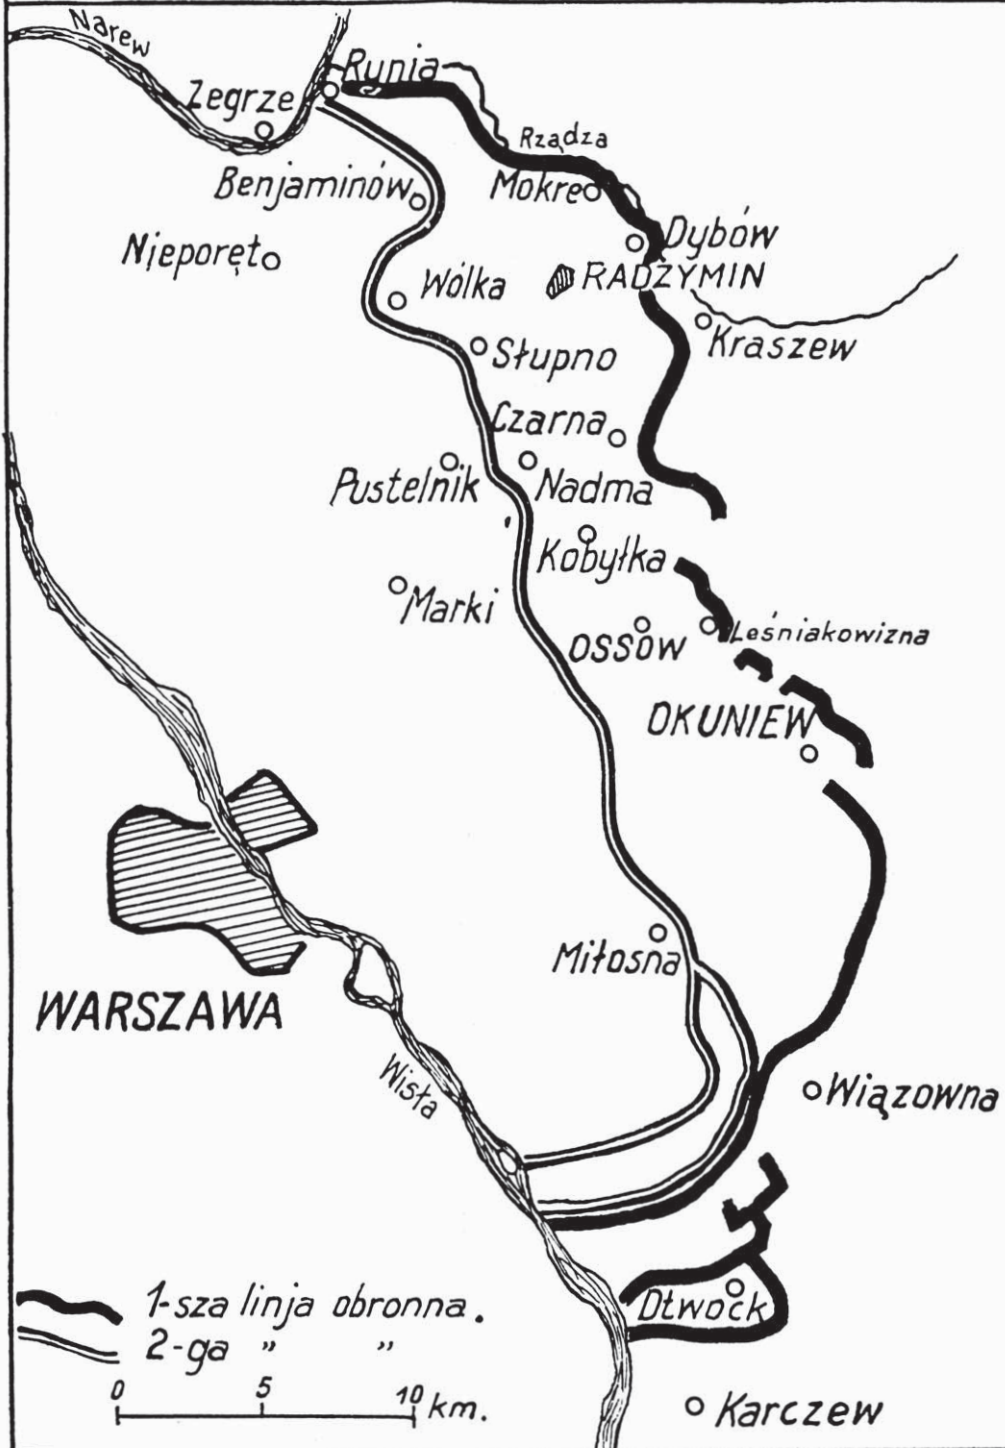 Narew
Runia
Zegrze
Rządza
Benjaminów
Mokre
Dybów
Nieporęt
RADZYMIN
Wólka
Kraszew
Słupno
Czarna
Pustelnik
Nadma
Kobyłka
Marki
Leśniakowizna
OSSÓW
OKUNIEW
Miłosna
WARSZAWA
Wisła
Wiązowna
Otwock
1-sza linja obronna.
2-ga " "
0 5 10 km.
Karczew